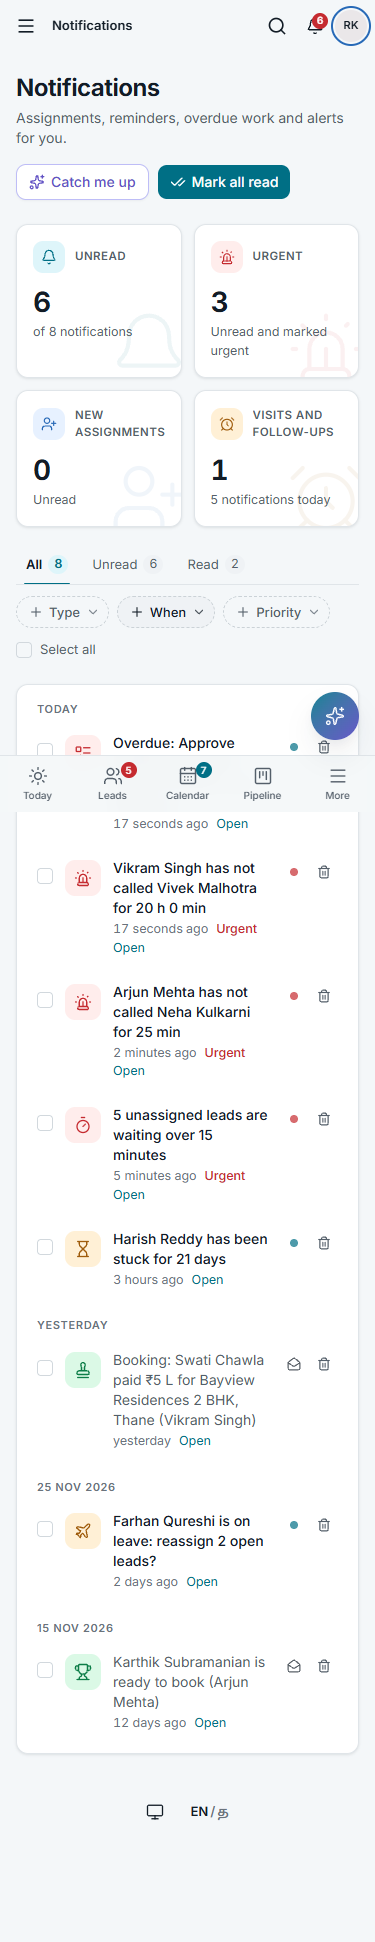 Notifications
6
RK
Notifications
Assignments, reminders, overdue work and alerts
for you.
Catch me up
Mark all read
UNREAD
6
of 8 notifications
URGENT
3
Unread and marked
urgent
NEW
ASSIGNMENTS
0
Unread
VISITS AND
FOLLOW-UPS
1
5 notifications today
All 8
Unread 6
Read 2
Type
When
Priority
Select all
TODAY
Overdue: Approve
Today
Leads 5
Calendar 7
Pipeline
More
17 seconds ago Open
Vikram Singh has not
called Vivek Malhotra
for 20 h 0 min
17 seconds ago Urgent
Open
Arjun Mehta has not
called Neha Kulkarni
for 25 min
2 minutes ago Urgent
Open
5 unassigned leads are
waiting over 15
minutes
5 minutes ago Urgent
Open
Harish Reddy has been
stuck for 21 days
3 hours ago Open
YESTERDAY
Booking: Swati Chawla
paid ₹5 L for Bayview
Residences 2 BHK,
Thane (Vikram Singh)
yesterday Open
25 NOV 2026
Farhan Qureshi is on
leave: reassign 2 open
leads?
2 days ago Open
15 NOV 2026
Karthik Subramanian is
ready to book (Arjun
Mehta)
12 days ago Open
EN / த